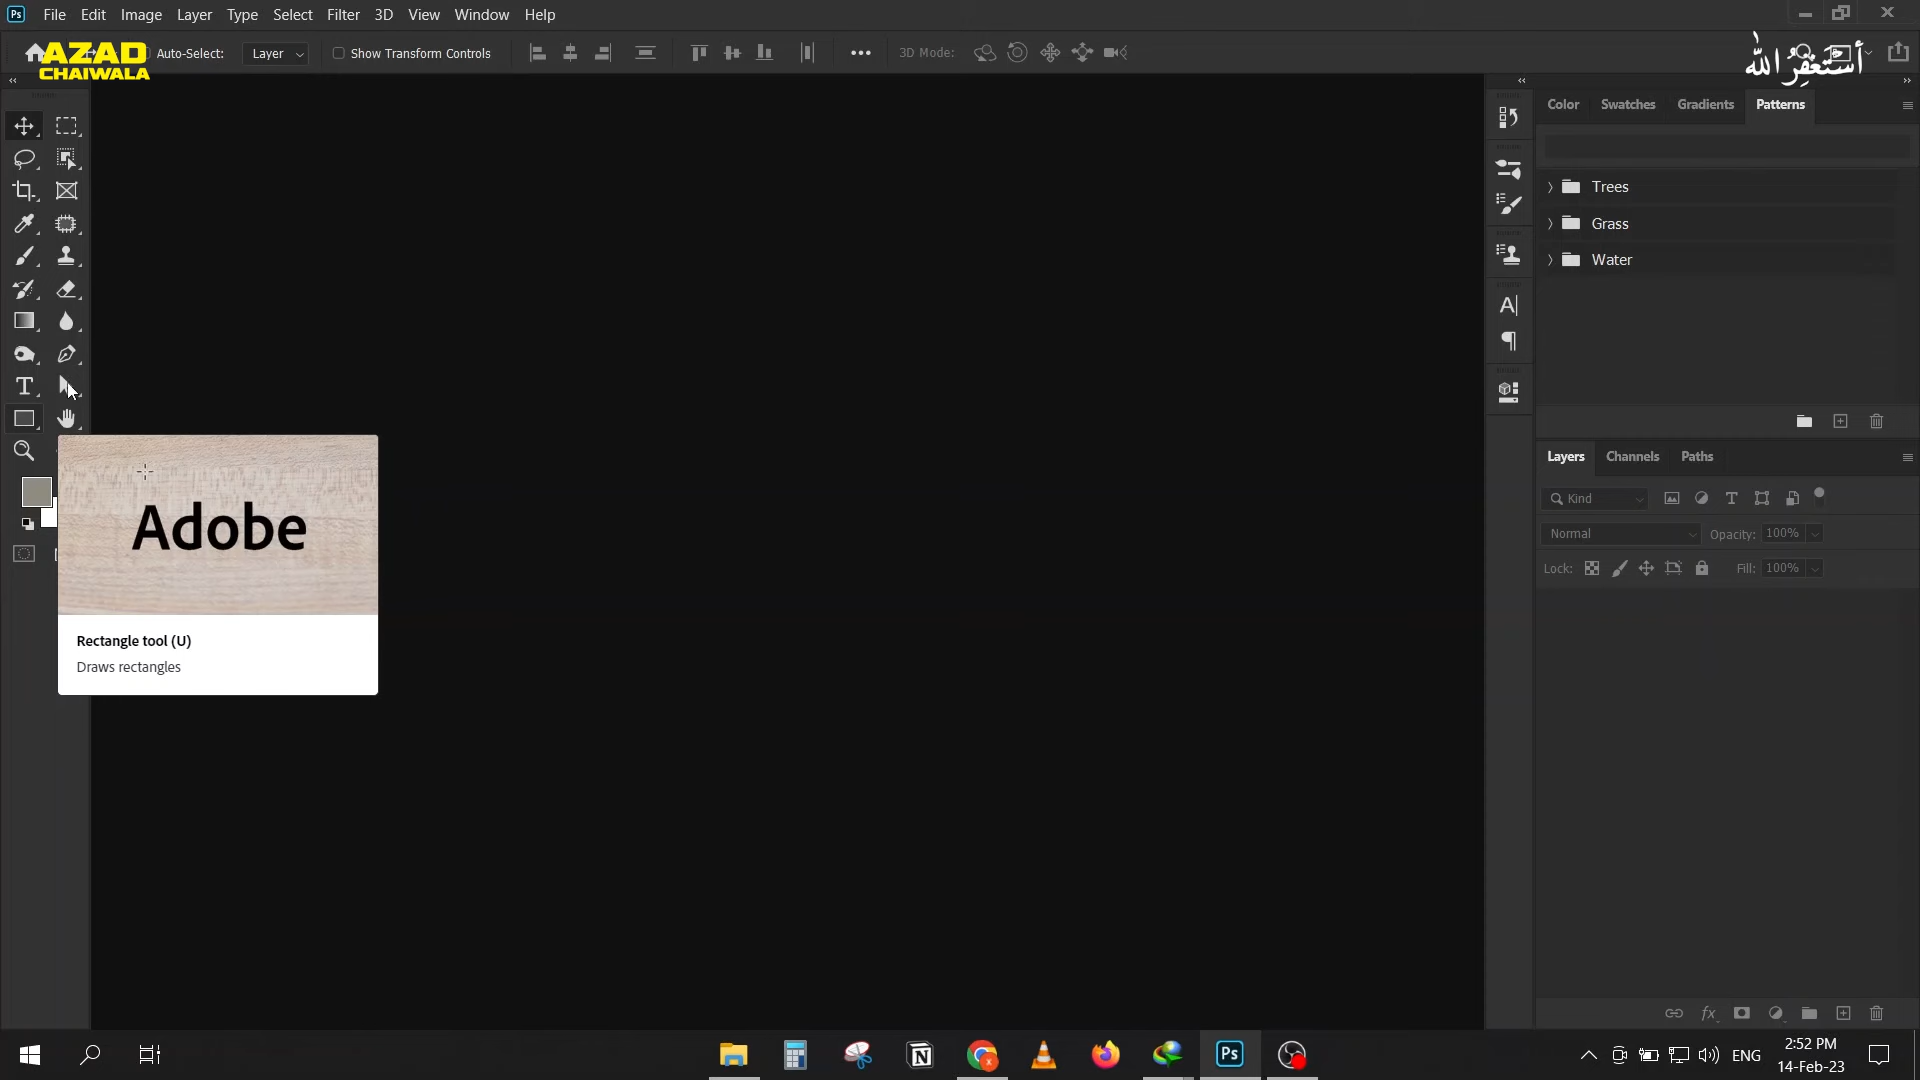 Ps File Edit Image Layer Type Select Filter 3D View Window Help
AZAD
CHAIWALA
Auto-Select: Layer Show Transform Controls 3D Mode:
أستغفر الله
Color Swatches Gradients Patterns
Trees
Grass
Water
Layers Channels Paths
Kind
Normal Opacity: 100%
Lock: Fill: 100%
Adobe
Rectangle tool (U)
Draws rectangles
Ps
ENG
2:52 PM
14-Feb-23